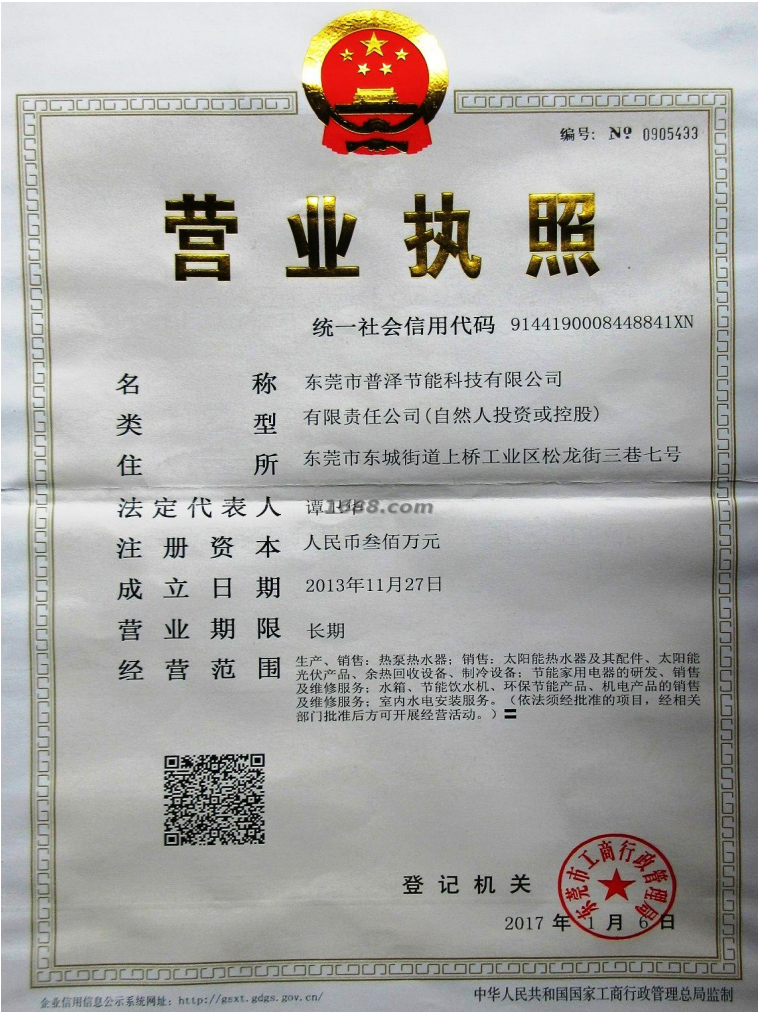 编号: № 0905433
营业执照
统一社会信用代码 9144190008448841XN
名称 东莞市普泽节能科技有限公司
类型 有限责任公司(自然人投资或控股)
住所 东莞市东城街道上桥工业区松龙街三巷七号
法定代表人 谭卫华
1688.com
注册资本 人民币叁佰万元
成立日期 2013年11月27日
营业期限 长期
经营范围 生产、销售：热泵热水器；销售：太阳能热水器及其配件、太阳能
光伏产品、余热回收设备、制冷设备；节能家用电器的研发、销售
及维修服务；水箱、节能饮水机、环保节能产品、机电产品的销售
及维修服务；室内水电安装服务。（依法须经批准的项目，经相关
部门批准后方可开展经营活动。）〓
登记机关
东莞市工商行政管理局
2017年1月6日
企业信用信息公示系统网址：http://gsxt.gdgs.gov.cn/
中华人民共和国国家工商行政管理总局监制